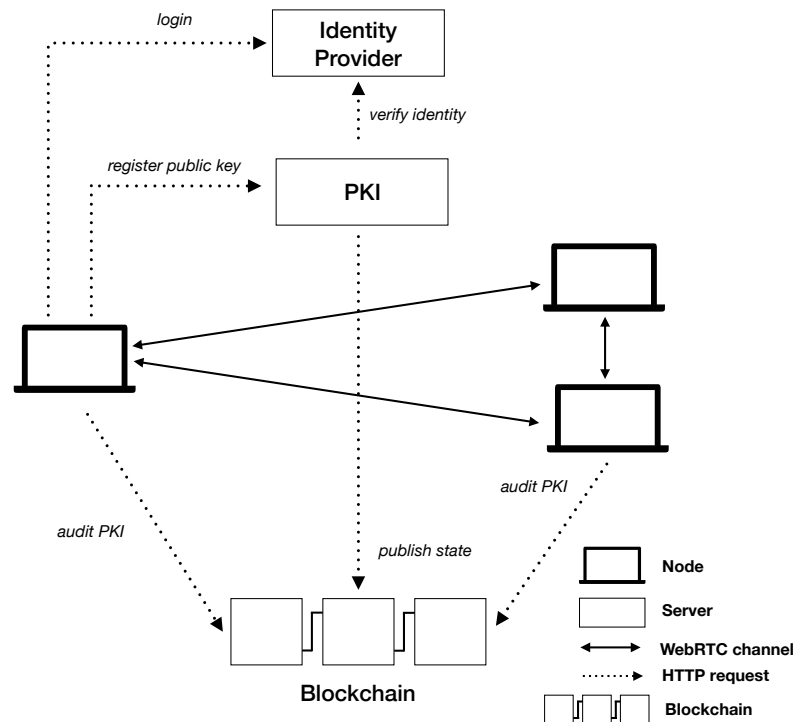 login
Identity
Provider
verify identity
register public key
PKI
audit PKI
audit PKI
publish state
Node
Server
WebRTC channel
HTTP request
Blockchain
Blockchain